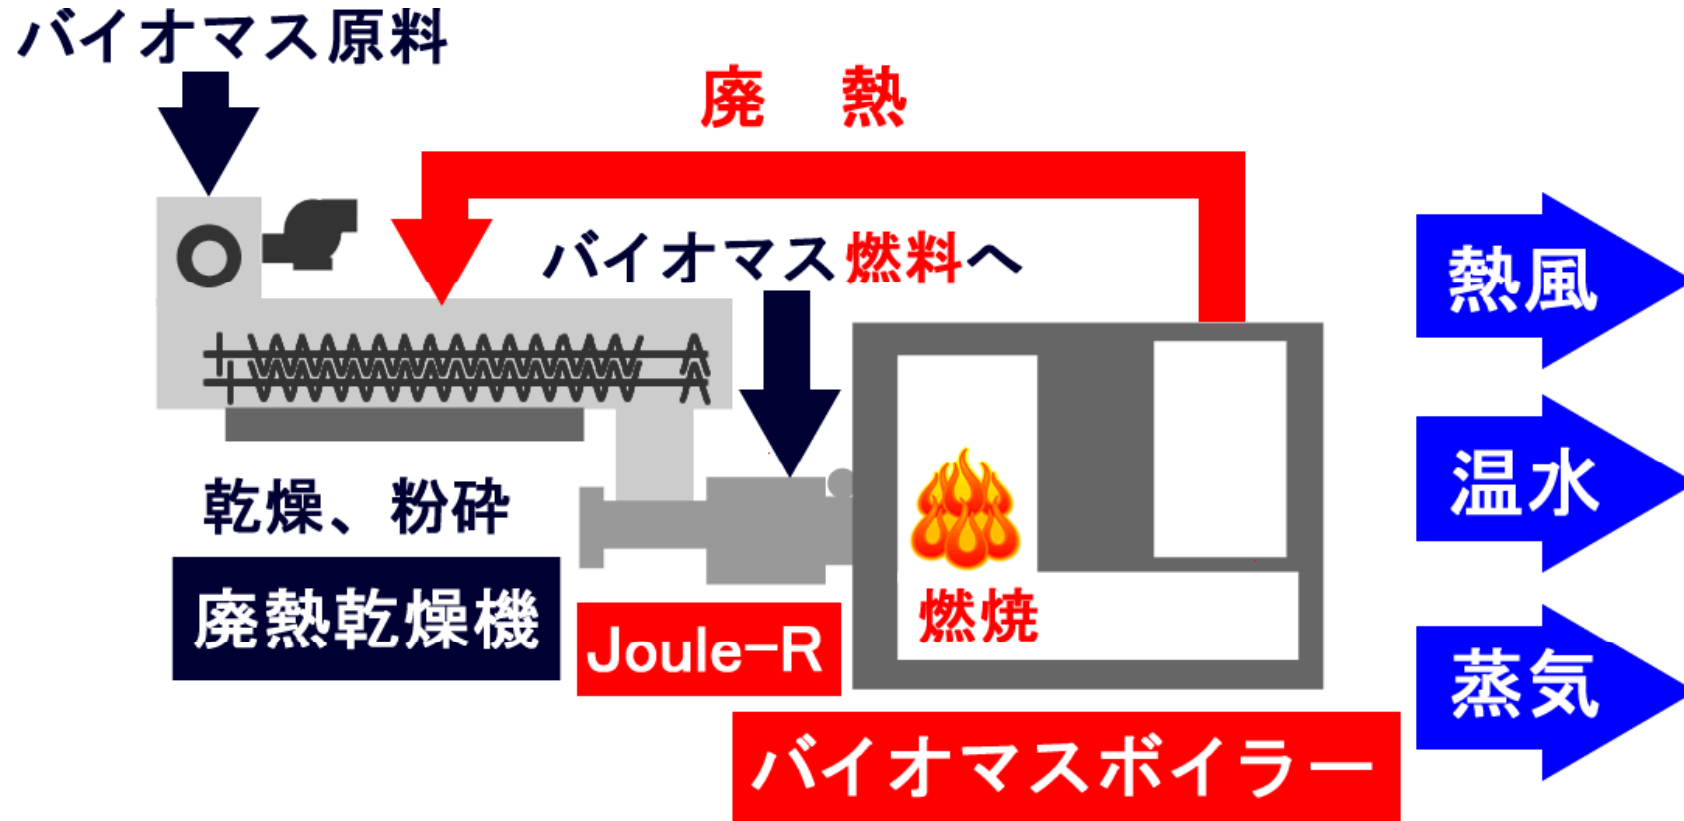 バイオマス原料
廃　熱
バイオマス燃料へ
熱風
温水
乾燥、粉砕
廃熱乾燥機
燃焼
Joule−R
蒸気
バイオマスボイラー